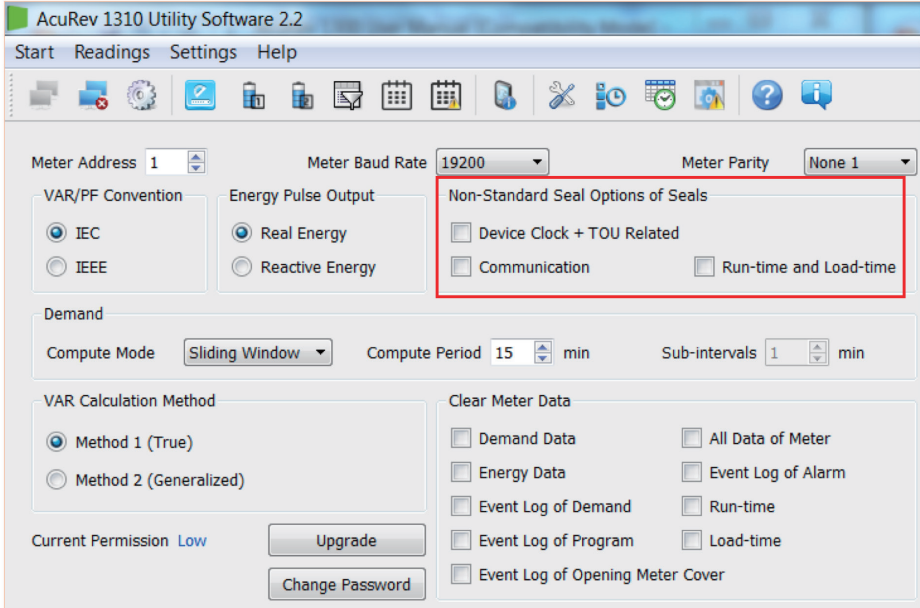 AcuRev 1310 Utility Software 2.2
Start Readings Settings Help
1 2
Meter Address 1 Meter Baud Rate 19200 Meter Parity None 1
VAR/PF Convention Energy Pulse Output Non-Standard Seal Options of Seals
IEC Real Energy Device Clock + TOU Related
IEEE Reactive Energy Communication Run-time and Load-time
Demand
Compute Mode Sliding Window Compute Period 15 min Sub-intervals 1 min
VAR Calculation Method Clear Meter Data
Method 1 (True) Demand Data All Data of Meter
Method 2 (Generalized) Energy Data Event Log of Alarm
Event Log of Demand Run-time
Current Permission Low Upgrade Event Log of Program Load-time
Change Password Event Log of Opening Meter Cover